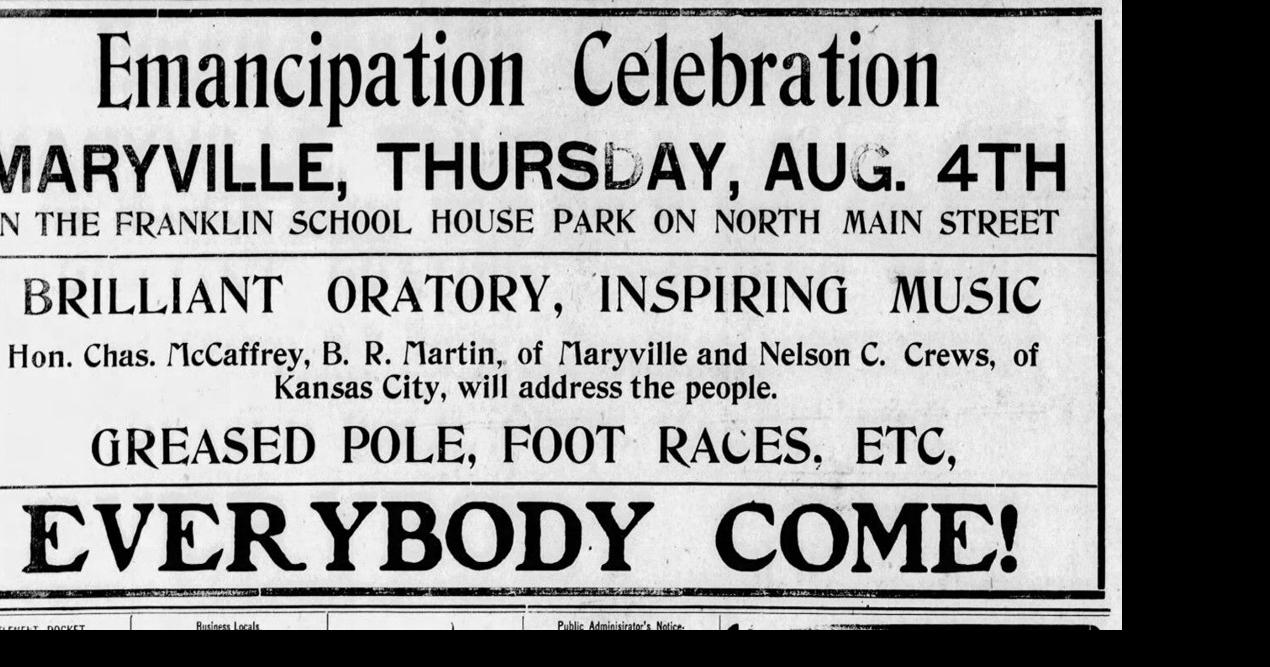 Emancipation Celebration
MARYVILLE, THURSDAY, AUG. 4TH
N THE FRANKLIN SCHOOL HOUSE PARK ON NORTH MAIN STREET
BRILLIANT ORATORY, INSPIRING MUSIC
Hon. Chas. McCaffrey, B. R. Martin, of Maryville and Nelson C. Crews, of
Kansas City, will address the people.
GREASED POLE, FOOT RACES, ETC,
EVERYBODY COME!
DOCKET Business Locals Public Adminisirator's Notice.